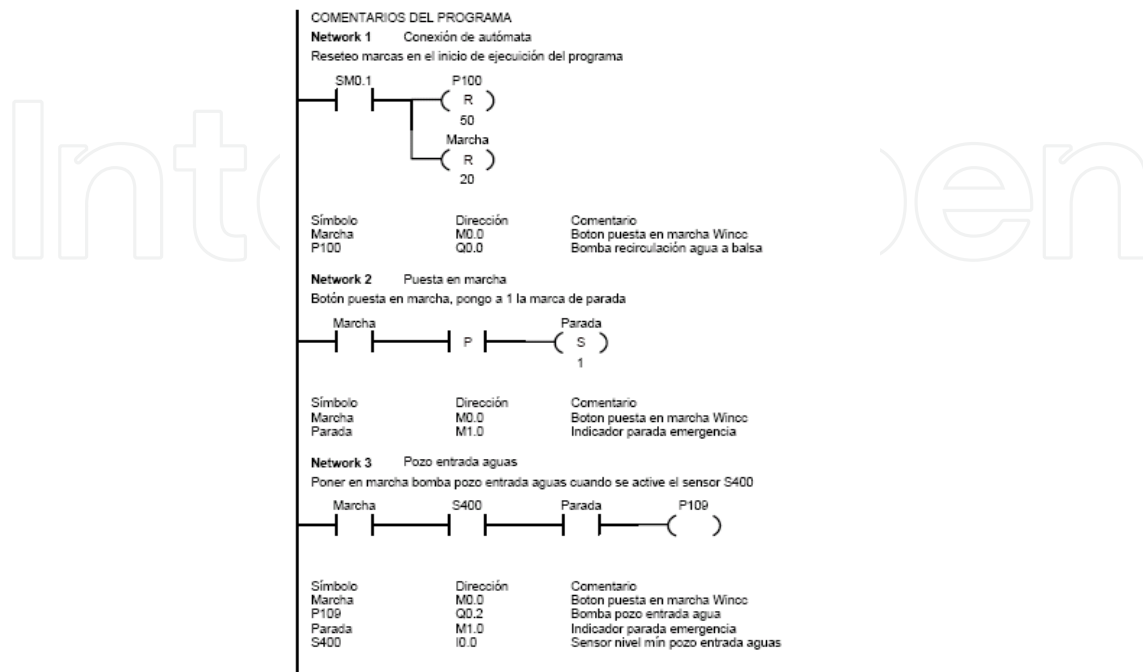 COMENTARIOS DEL PROGRAMA
Network 1 Conexión de autómata
Reseteo marcas en el inicio de ejecuición del programa
SM0.1 P100
R
50
Marcha
R
20
Símbolo Dirección Comentario
Marcha M0.0 Boton puesta en marcha Wincc
P100 Q0.0 Bomba recirculación agua a balsa
Network 2 Puesta en marcha
Botón puesta en marcha, pongo a 1 la marca de parada
Marcha Parada
P S
1
Símbolo Dirección Comentario
Marcha M0.0 Boton puesta en marcha Wincc
Parada M1.0 Indicador parada emergencia
Network 3 Pozo entrada aguas
Poner en marcha bomba pozo entrada aguas cuando se active el sensor S400
Marcha S400 Parada P109
Símbolo Dirección Comentario
Marcha M0.0 Boton puesta en marcha Wincc
P109 Q0.2 Bomba pozo entrada agua
Parada M1.0 Indicador parada emergencia
S400 I0.0 Sensor nivel mín pozo entrada aguas